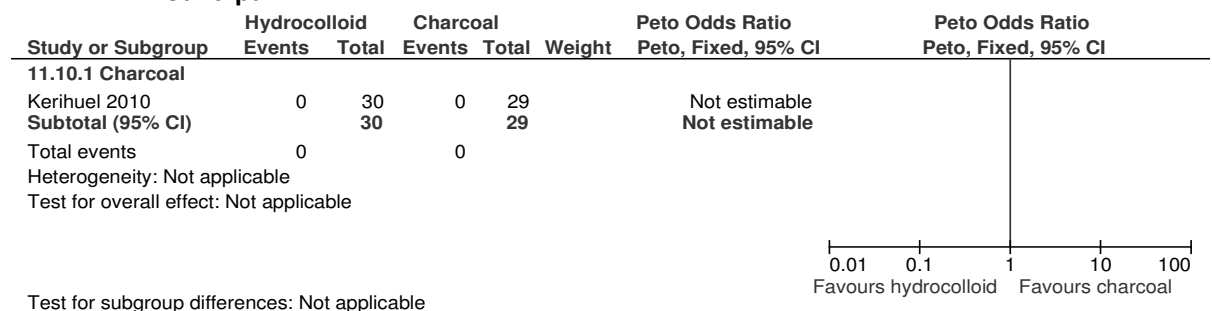 Hydrocolloid Charcoal Peto Odds Ratio Peto Odds Ratio
Study or Subgroup Events Total Events Total Weight Peto, Fixed, 95% CI Peto, Fixed, 95% CI
11.10.1 Charcoal
Kerihuel 2010 0 30 0 29 Not estimable
Subtotal (95% CI) 30 29 Not estimable
Total events 0 0
Heterogeneity: Not applicable
Test for overall effect: Not applicable
0.01 0.1 1 10 100
Favours hydrocolloid Favours charcoal
Test for subgroup differences: Not applicable